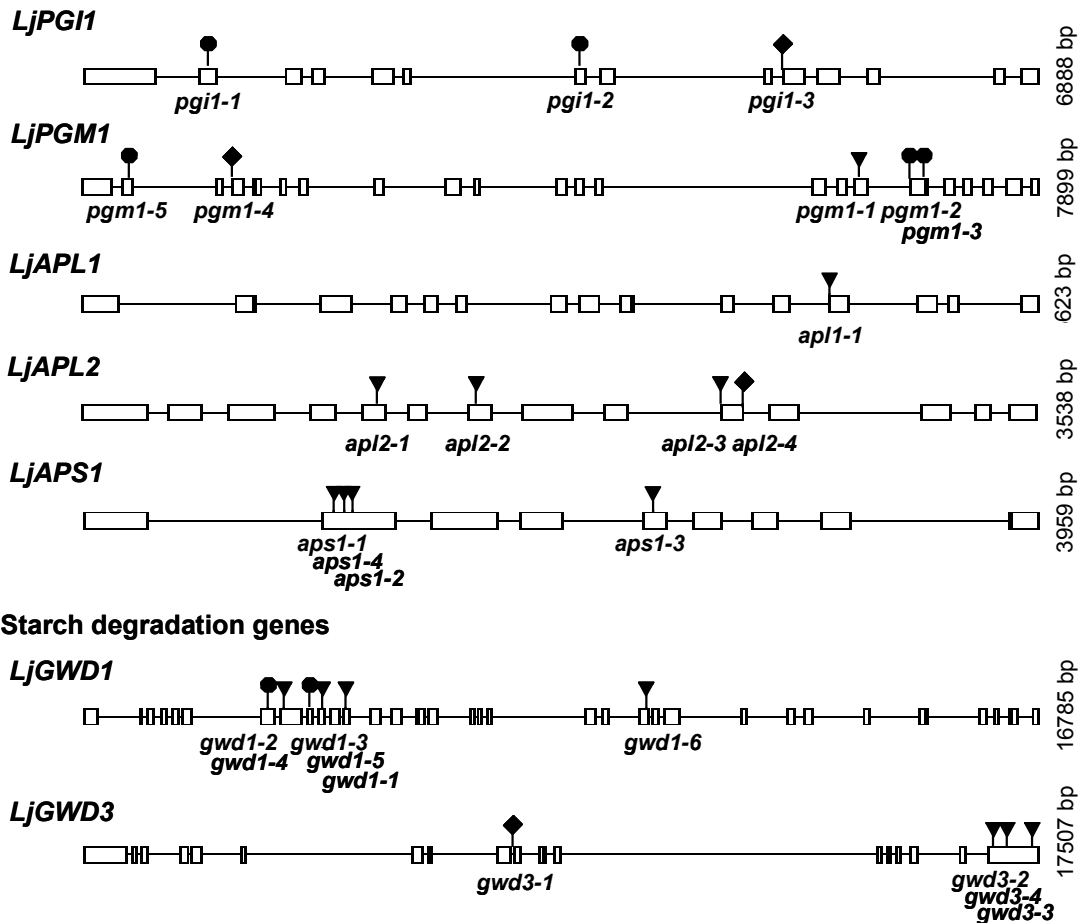 LjPGI1
pgi1-1 pgi1-2 pgi1-3
6888 bp
LjPGM1
pgm1-5 pgm1-4 pgm1-1 pgm1-2
pgm1-3
7899 bp
LjAPL1
apl1-1
623 bp
LjAPL2
apl2-1 apl2-2 apl2-3 apl2-4
3538 bp
LjAPS1
aps1-1 aps1-3
aps1-4
aps1-2
3959 bp
Starch degradation genes
LjGWD1
gwd1-2 gwd1-3 gwd1-6
gwd1-4 gwd1-5
gwd1-1
16785 bp
LjGWD3
gwd3-1 gwd3-2
gwd3-4
gwd3-3
17507 bp